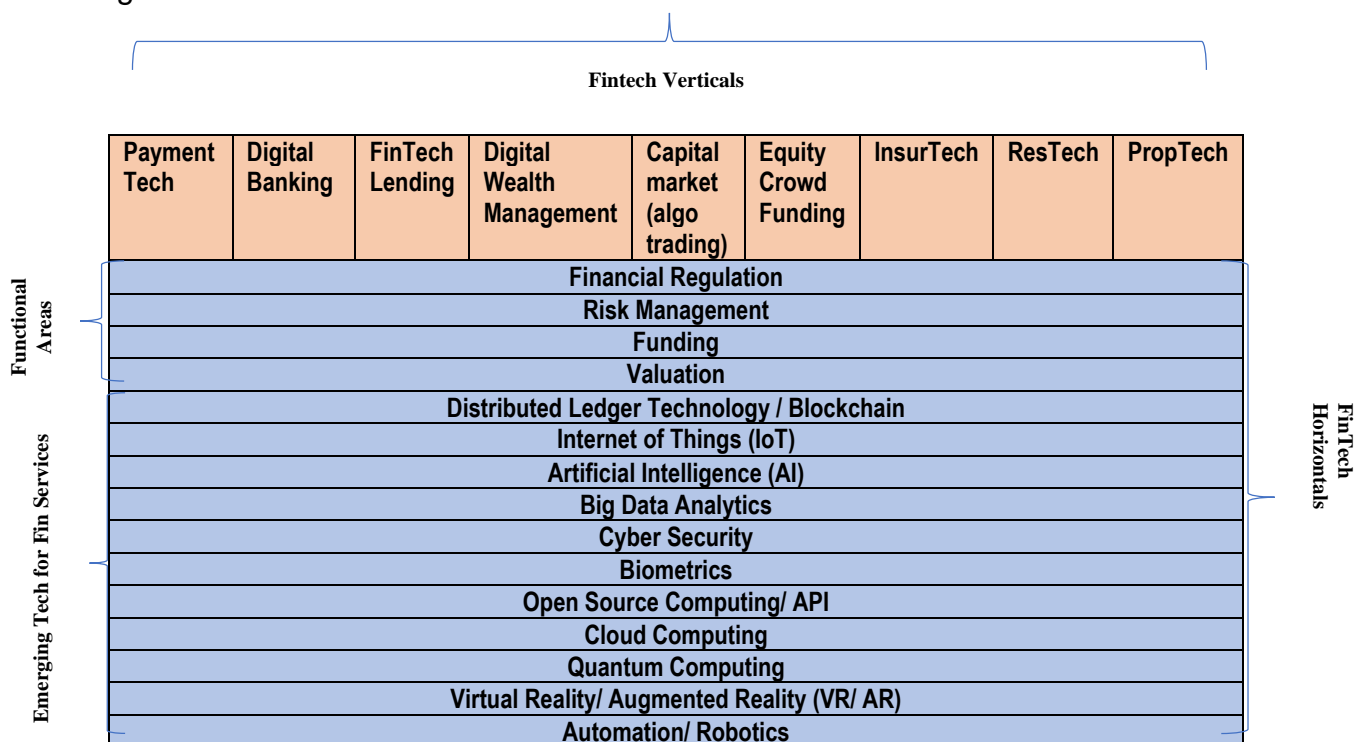 Fintech Verticals
Payment Tech
Digital Banking
FinTech Lending
Digital Wealth Management
Capital market (algo trading)
Equity Crowd Funding
InsurTech
ResTech
PropTech
Functional Areas
Financial Regulation
Risk Management
Funding
Valuation
Emerging Tech for Fin Services
Distributed Ledger Technology / Blockchain
Internet of Things (IoT)
Artificial Intelligence (AI)
Big Data Analytics
Cyber Security
Biometrics
Open Source Computing/ API
Cloud Computing
Quantum Computing
Virtual Reality/ Augmented Reality (VR/ AR)
Automation/ Robotics
FinTech Horizontals